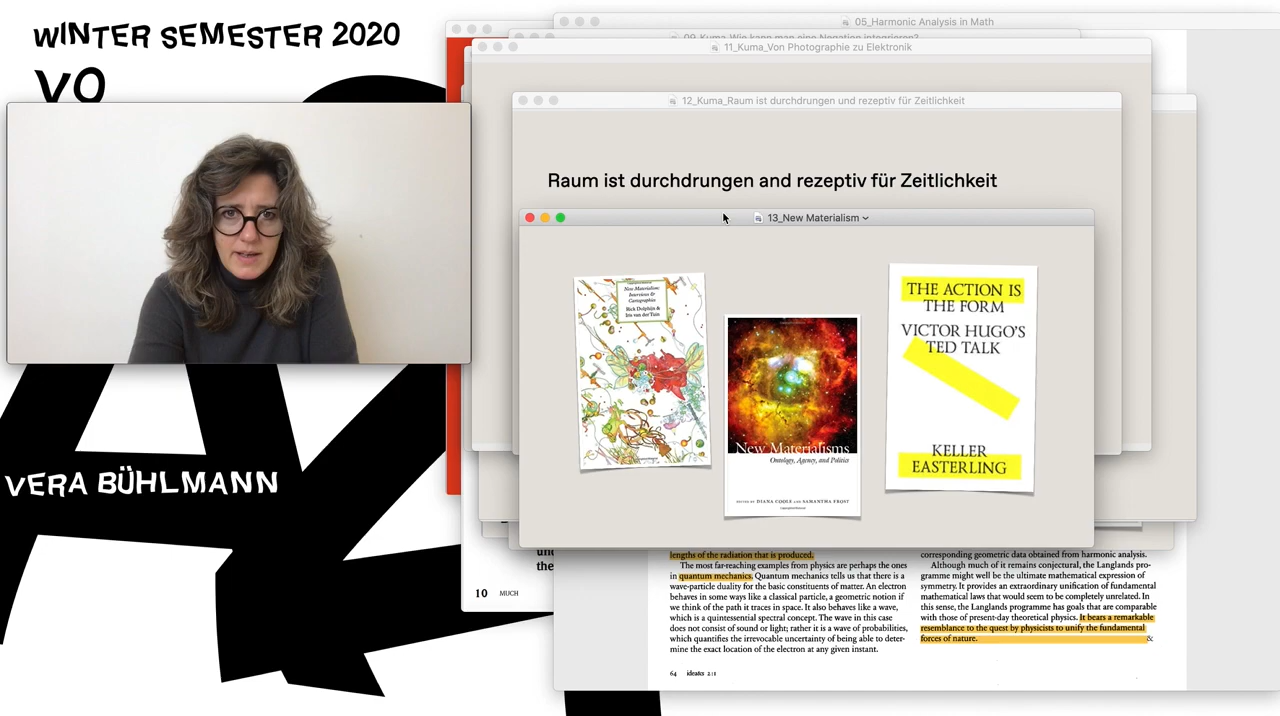 WINTER SEMESTER 2020
VO
VERA BÜHLMANN
05_Harmonic Analysis in Math
09_Kuma_Wie kann man eine Negation integrieren?
11_Kuma_Von Photographie zu Elektronik
12_Kuma_Raum ist durchdrungen und rezeptiv für Zeitlichkeit
Raum ist durchdrungen and rezeptiv für Zeitlichkeit
13_New Materialism
New Materialism:
Interviews &
Cartographies
Rick Dolphijn &
Iris van der Tuin
New Materialisms
Ontology, Agency, and Politics
EDITED BY DIANA COOLE AND SAMANTHA FROST
THE ACTION IS
THE FORM
VICTOR HUGO'S
TED TALK
KELLER
EASTERLING
und
the
10 MUCH
lengths of the radiation that is produced.
The most far-reaching examples from physics are perhaps the ones
in quantum mechanics. Quantum mechanics tells us that there is a
wave-particle duality for the basic constituents of matter. An electron
behaves in some ways like a classical particle, a geometric notion if
we think of the path it traces in space. It also behaves like a wave,
which is a quintessential spectral concept. The wave in this case
does not consist of sound or light; rather it is a wave of probabilities,
which quantifies the irrevocable uncertainty of being able to deter-
mine the exact location of the electron at any given instant.
64 ideas 2:1
corresponding geometric data obtained from harmonic analysis.
Although much of it remains conjectural, the Langlands pro-
gramme might well be the ultimate mathematical expression of
symmetry. It provides an extraordinary unification of fundamental
mathematical laws that would seem to be completely unrelated. In
this sense, the Langlands programme has goals that are comparable
with those of present-day theoretical physics. It bears a remarkable
resemblance to the quest by physicists to unify the fundamental
forces of nature. &